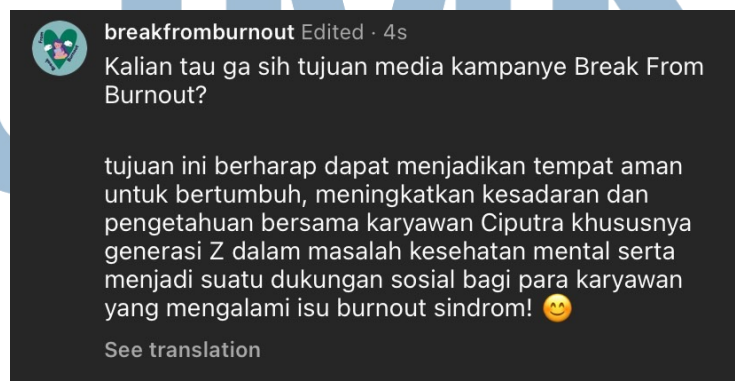 breakfromburnout Edited · 4s
Kalian tau ga sih tujuan media kampanye Break From
Burnout?
tujuan ini berharap dapat menjadikan tempat aman
untuk bertumbuh, meningkatkan kesadaran dan
pengetahuan bersama karyawan Ciputra khususnya
generasi Z dalam masalah kesehatan mental serta
menjadi suatu dukungan sosial bagi para karyawan
yang mengalami isu burnout sindrom! 😊
See translation